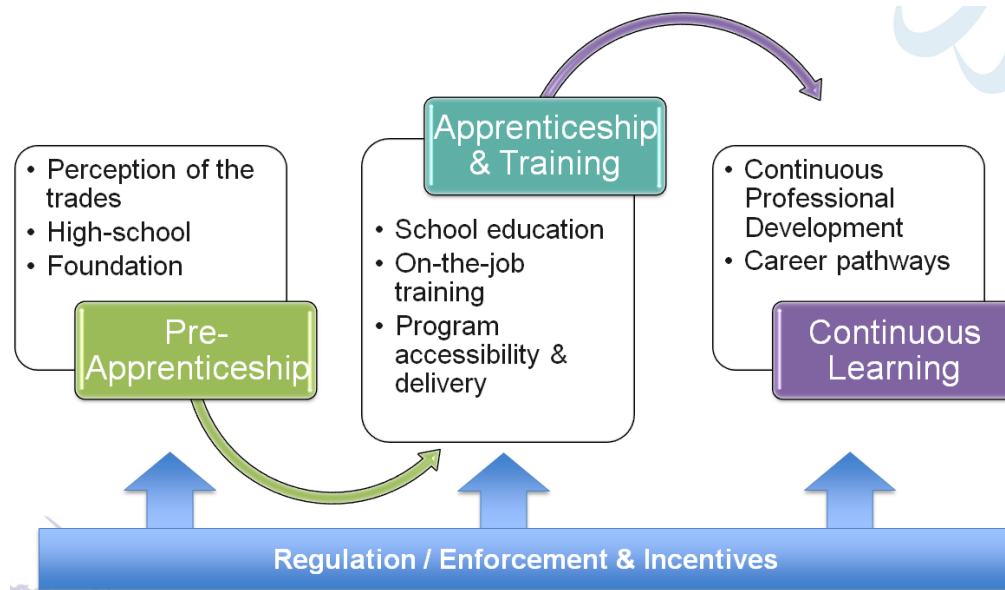 • Perception of the
trades
• High-school
• Foundation
Pre-
Apprenticeship
Apprenticeship
& Training
• School education
• On-the-job
training
• Program
accessibility &
delivery
• Continuous
Professional
Development
• Career pathways
Continuous
Learning
Regulation / Enforcement & Incentives